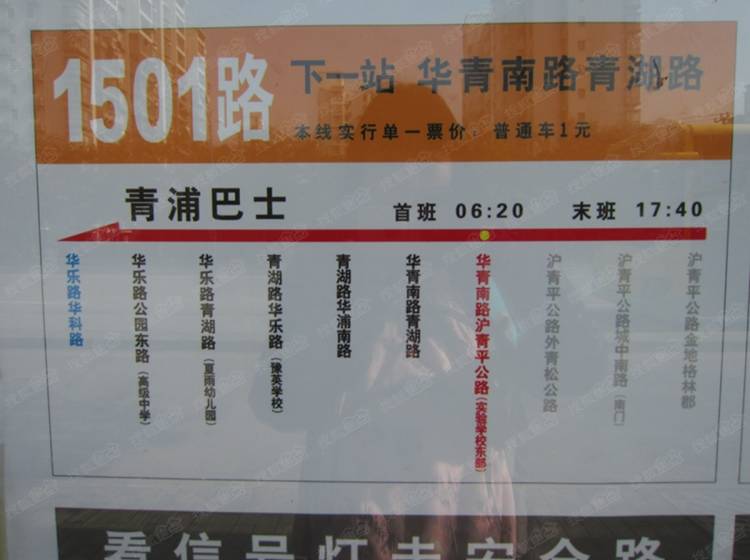 1501路
下一站 华青南路青湖路
本线实行单一票价：普通车1元
青浦巴士
首班 06:20 末班 17:40
华乐路华科路
华乐路公园东路（高级中学）
华乐路青湖路（夏雨幼儿园）
青湖路华乐路（豫英学校）
青湖路华浦南路
华青南路青湖路
华青南路沪青平公路（实验学校东部）
沪青平公路外青松公路
沪青平公路城中南路（南门）
沪青平公路金地格林郡
看信号灯走安全路